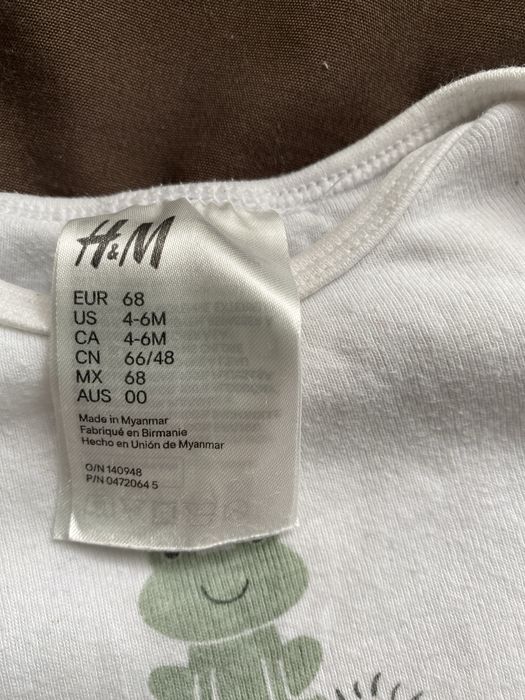 H&M
EUR 68
US 4-6M
CA 4-6M
CN 66/48
MX 68
AUS 00
Made in Myanmar
Fabriqué en Birmanie
Hecho en Unión de Myanmar
O/N 140948
P/N 0472064 5